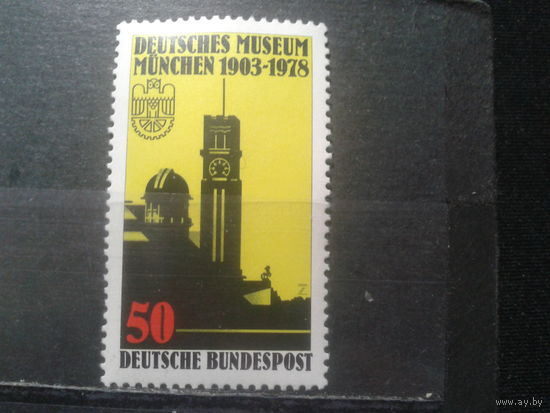 DEUTSCHES MUSEUM
MÜNCHEN 1903-1978
50
DEUTSCHE BUNDESPOST
www.ay.by